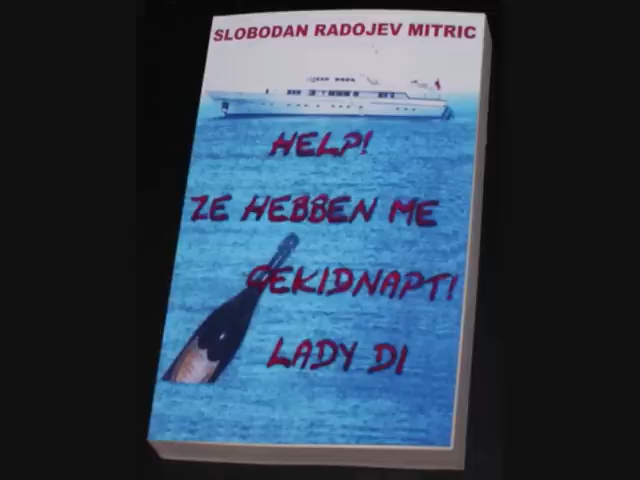 SLOBODAN RADOJEV MITRIC
HELP!
ZE HEBBEN ME
GEKIDNAPT!
LADY DI